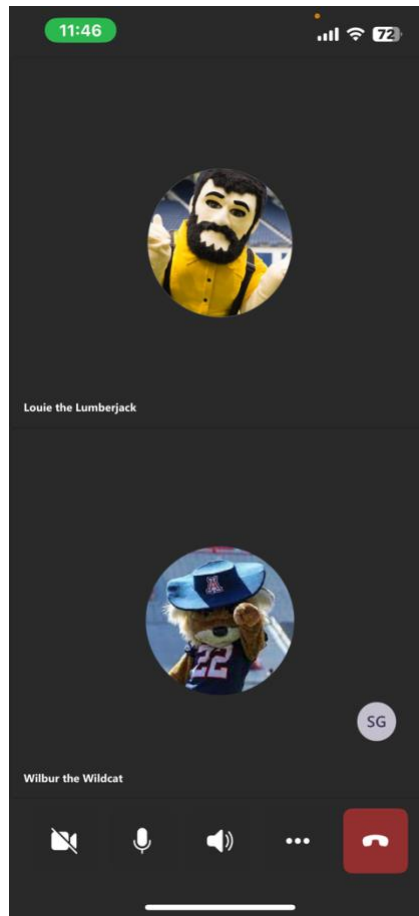 11:46
72
Louie the Lumberjack
A
22
SG
Wilbur the Wildcat